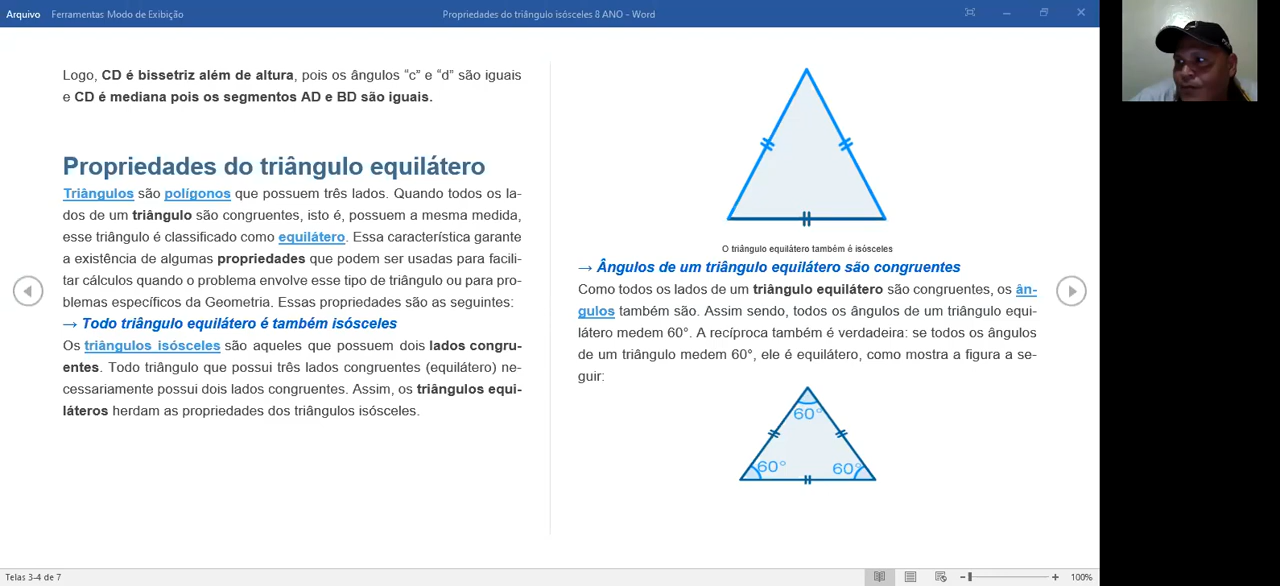 Arquivo Ferramentas Modo de Exibição
Propriedades do triângulo isósceles 8 ANO - Word
Logo, CD é bissetriz além de altura, pois os ângulos “c” e “d” são iguais
e CD é mediana pois os segmentos AD e BD são iguais.
Propriedades do triângulo equilátero
Triângulos são polígonos que possuem três lados. Quando todos os la-
dos de um triângulo são congruentes, isto é, possuem a mesma medida,
esse triângulo é classificado como equilátero. Essa característica garante
a existência de algumas propriedades que podem ser usadas para facili-
tar cálculos quando o problema envolve esse tipo de triângulo ou para pro-
blemas específicos da Geometria. Essas propriedades são as seguintes:
→ Todo triângulo equilátero é também isósceles
Os triângulos isósceles são aqueles que possuem dois lados congru-
entes. Todo triângulo que possui três lados congruentes (equilátero) ne-
cessariamente possui dois lados congruentes. Assim, os triângulos equi-
láteros herdam as propriedades dos triângulos isósceles.
O triângulo equilátero também é isósceles
→ Ângulos de um triângulo equilátero são congruentes
Como todos os lados de um triângulo equilátero são congruentes, os ân-
gulos também são. Assim sendo, todos os ângulos de um triângulo equi-
látero medem 60°. A recíproca também é verdadeira: se todos os ângulos
de um triângulo medem 60°, ele é equilátero, como mostra a figura a se-
guir:
60°
60° 60°
Telas 3-4 de 7
100%